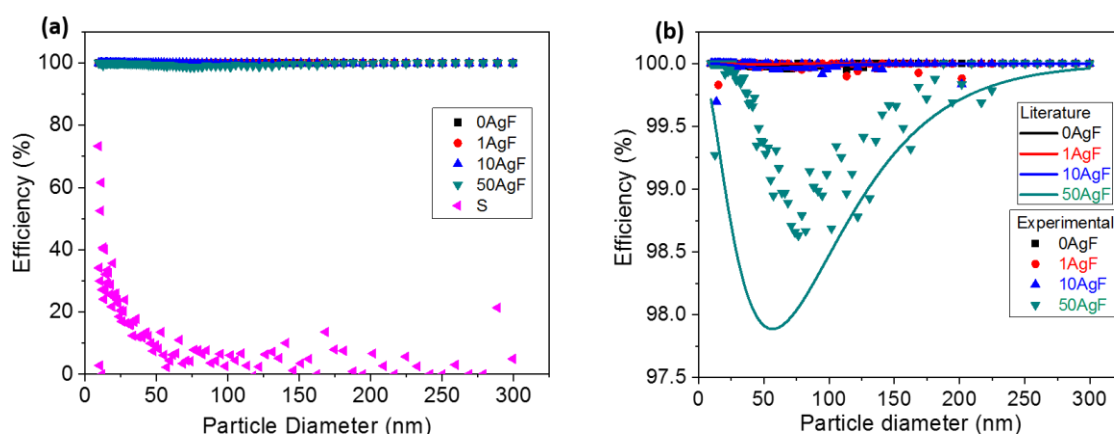 (a)
100
80
60
40
20
0
Efficiency (%)
0AgF
1AgF
10AgF
50AgF
S
0 50 100 150 200 250 300
Particle Diameter (nm)
(b)
100.0
99.5
99.0
98.5
98.0
97.5
Efficiency (%)
Literature
0AgF
1AgF
10AgF
50AgF
Experimental
0AgF
1AgF
10AgF
50AgF
0 50 100 150 200 250 300
Particle diameter (nm)